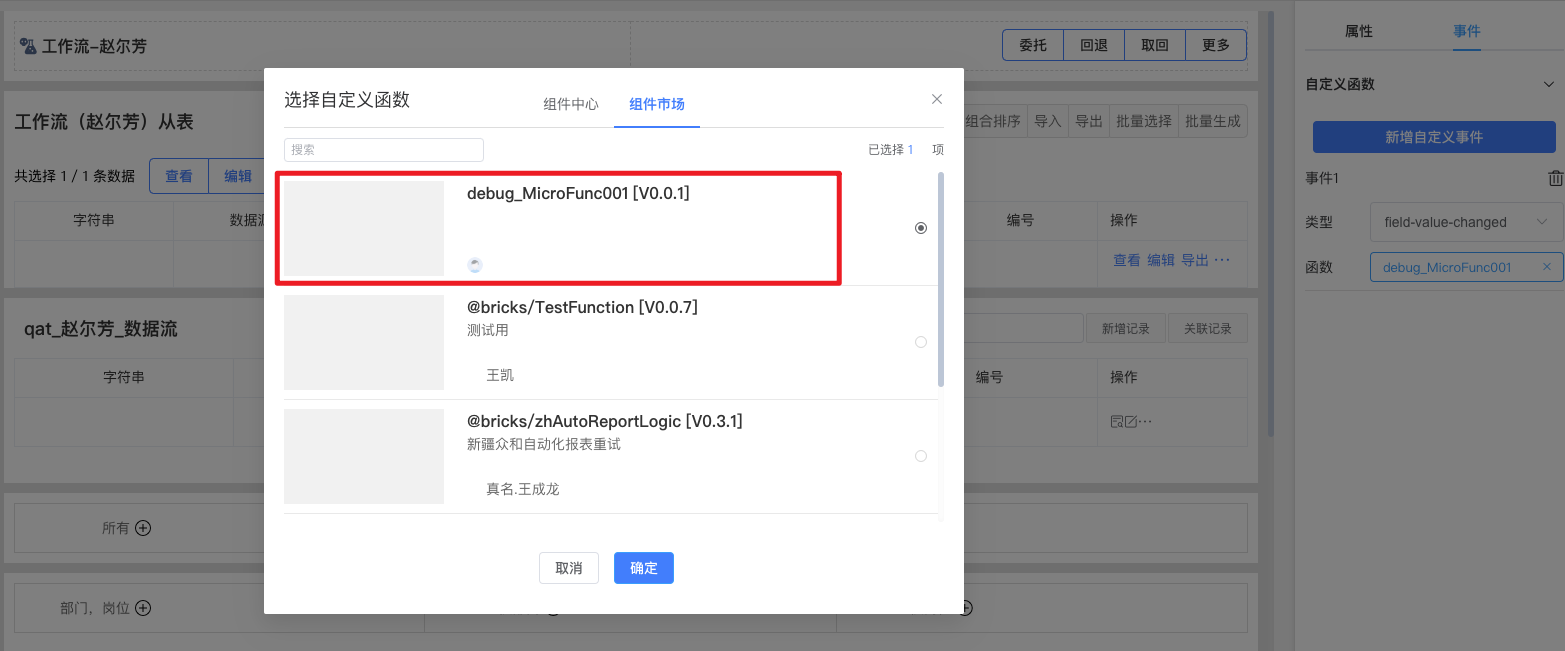 工作流-赵尔芳
委托 回退 取回 更多
工作流（赵尔芳）从表
组合排序 导入 导出 批量选择 批量生成
共选择 1 / 1 条数据 查看 编辑
字符串 数据源 编号 操作
查看 编辑 导出 ···
qat_赵尔芳_数据流
新增记录 关联记录
字符串 编号 操作
···
所有
部门，岗位
选择自定义函数
组件中心 组件市场
搜索
已选择 1 项
debug_MicroFunc001 [V0.0.1]
@bricks/TestFunction [V0.0.7]
测试用
王凯
@bricks/zhAutoReportLogic [V0.3.1]
新疆众和自动化报表重试
真名.王成龙
取消 确定
属性 事件
自定义函数
新增自定义事件
事件1
类型 field-value-changed
函数 debug_MicroFunc001